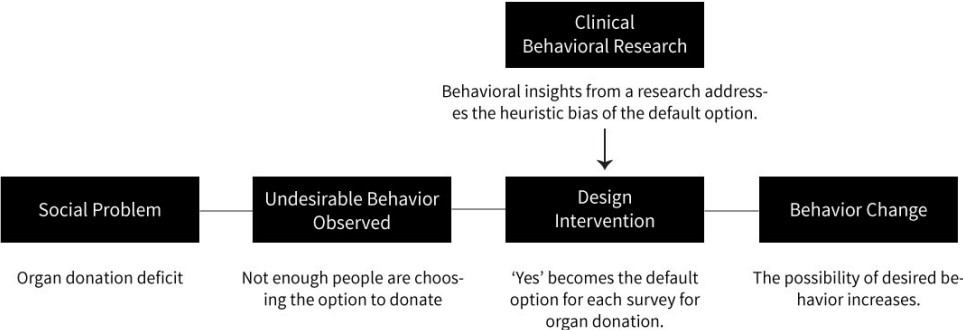 Clinical
Behavioral Research
Behavioral insights from a research address-
es the heuristic bias of the default option.
Social Problem
Undesirable Behavior
Observed
Design
Intervention
Behavior Change
Organ donation deficit
Not enough people are choos-
ing the option to donate
‘Yes’ becomes the default
option for each survey for
organ donation.
The possibility of desired be-
havior increases.